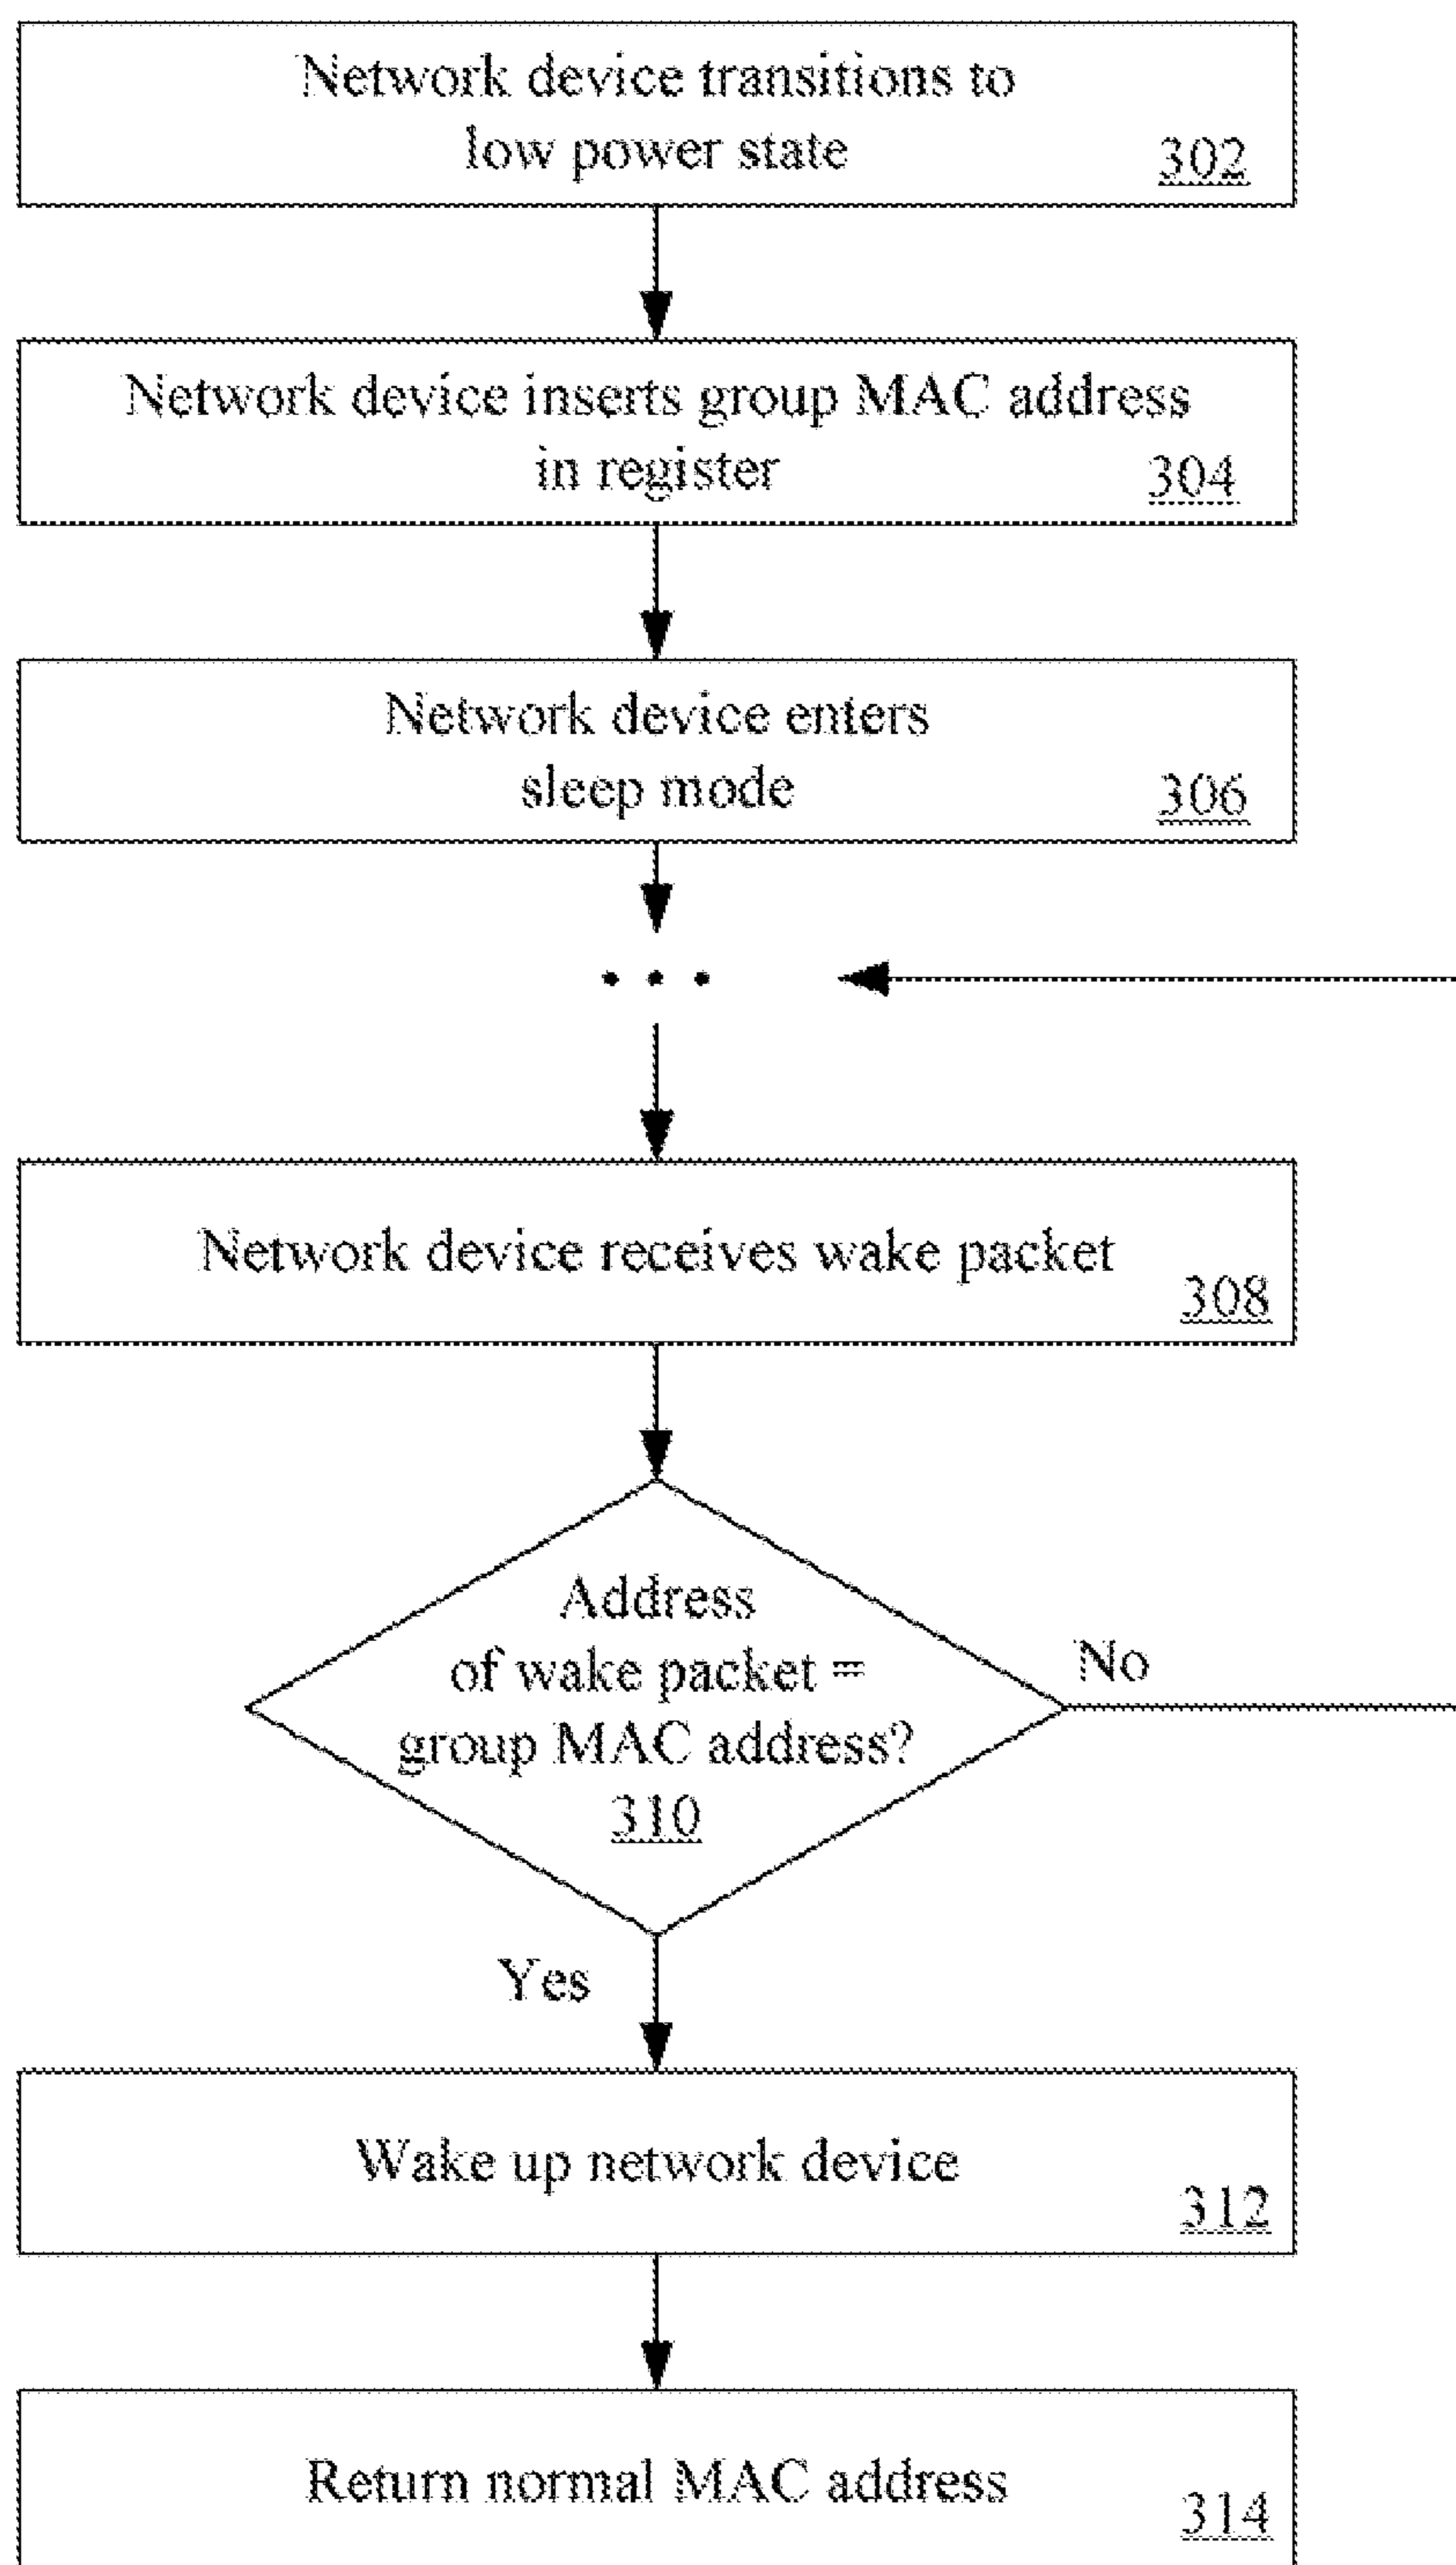 Network device transitions to
low power state
302
Network device inserts group MAC address
in register
304
Network device enters
sleep mode
306
• • •
Network device receives wake packet
308
Address
of wake packet =
group MAC address?
310
No
Yes
Wake up network device
312
Return normal MAC address
314